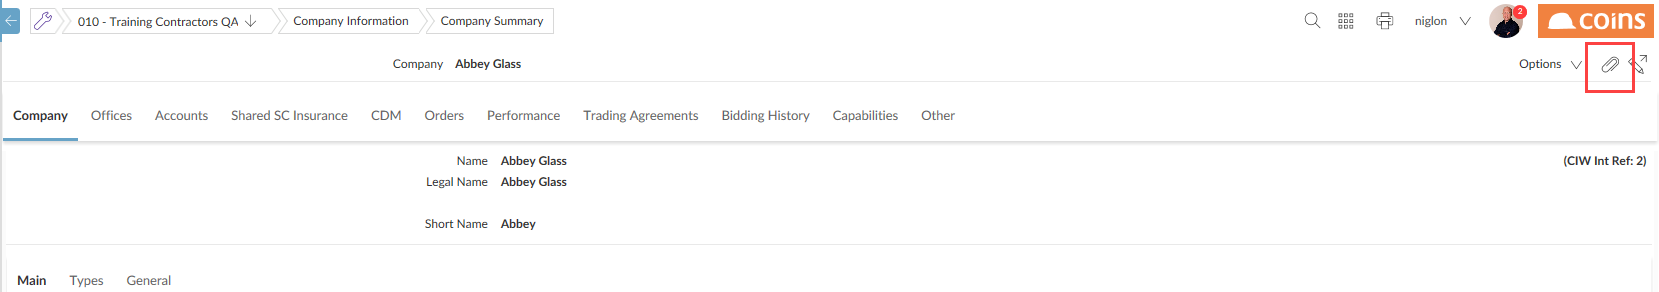 010 - Training Contractors QA Company Information Company Summary niglon 2 coins
Company Abbey Glass Options
Company Offices Accounts Shared SC Insurance CDM Orders Performance Trading Agreements Bidding History Capabilities Other
Name Abbey Glass (CIW Int Ref: 2)
Legal Name Abbey Glass
Short Name Abbey
Main Types General